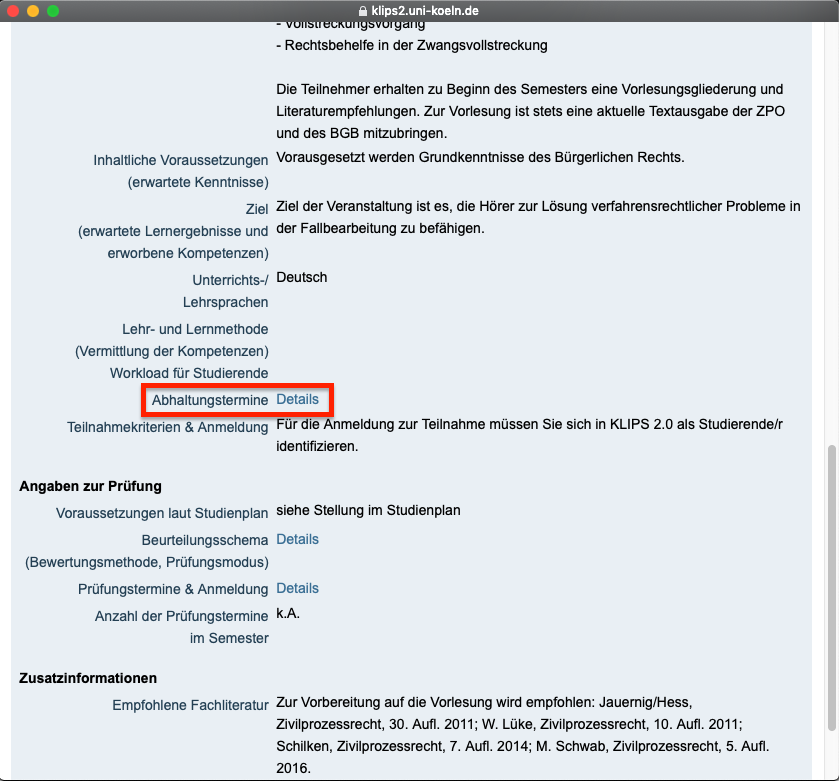 klips2.uni-koeln.de
- Vollstreckungsvorgang
- Rechtsbehelfe in der Zwangsvollstreckung
Die Teilnehmer erhalten zu Beginn des Semesters eine Vorlesungsgliederung und
Literaturempfehlungen. Zur Vorlesung ist stets eine aktuelle Textausgabe der ZPO
und des BGB mitzubringen.
Inhaltliche Voraussetzungen Vorausgesetzt werden Grundkenntnisse des Bürgerlichen Rechts.
(erwartete Kenntnisse)
Ziel Ziel der Veranstaltung ist es, die Hörer zur Lösung verfahrensrechtlicher Probleme in
(erwartete Lernergebnisse und der Fallbearbeitung zu befähigen.
erworbene Kompetenzen)
Unterrichts-/ Deutsch
Lehrsprachen
Lehr- und Lernmethode
(Vermittlung der Kompetenzen)
Workload für Studierende
Abhaltungstermine Details
Teilnahmekriterien & Anmeldung Für die Anmeldung zur Teilnahme müssen Sie sich in KLIPS 2.0 als Studierende/r
identifizieren.
Angaben zur Prüfung
Voraussetzungen laut Studienplan siehe Stellung im Studienplan
Beurteilungsschema Details
(Bewertungsmethode, Prüfungsmodus)
Prüfungstermine & Anmeldung Details
Anzahl der Prüfungstermine k.A.
im Semester
Zusatzinformationen
Empfohlene Fachliteratur Zur Vorbereitung auf die Vorlesung wird empfohlen: Jauernig/Hess,
Zivilprozessrecht, 30. Aufl. 2011; W. Lüke, Zivilprozessrecht, 10. Aufl. 2011;
Schilken, Zivilprozessrecht, 7. Aufl. 2014; M. Schwab, Zivilprozessrecht, 5. Aufl.
2016.